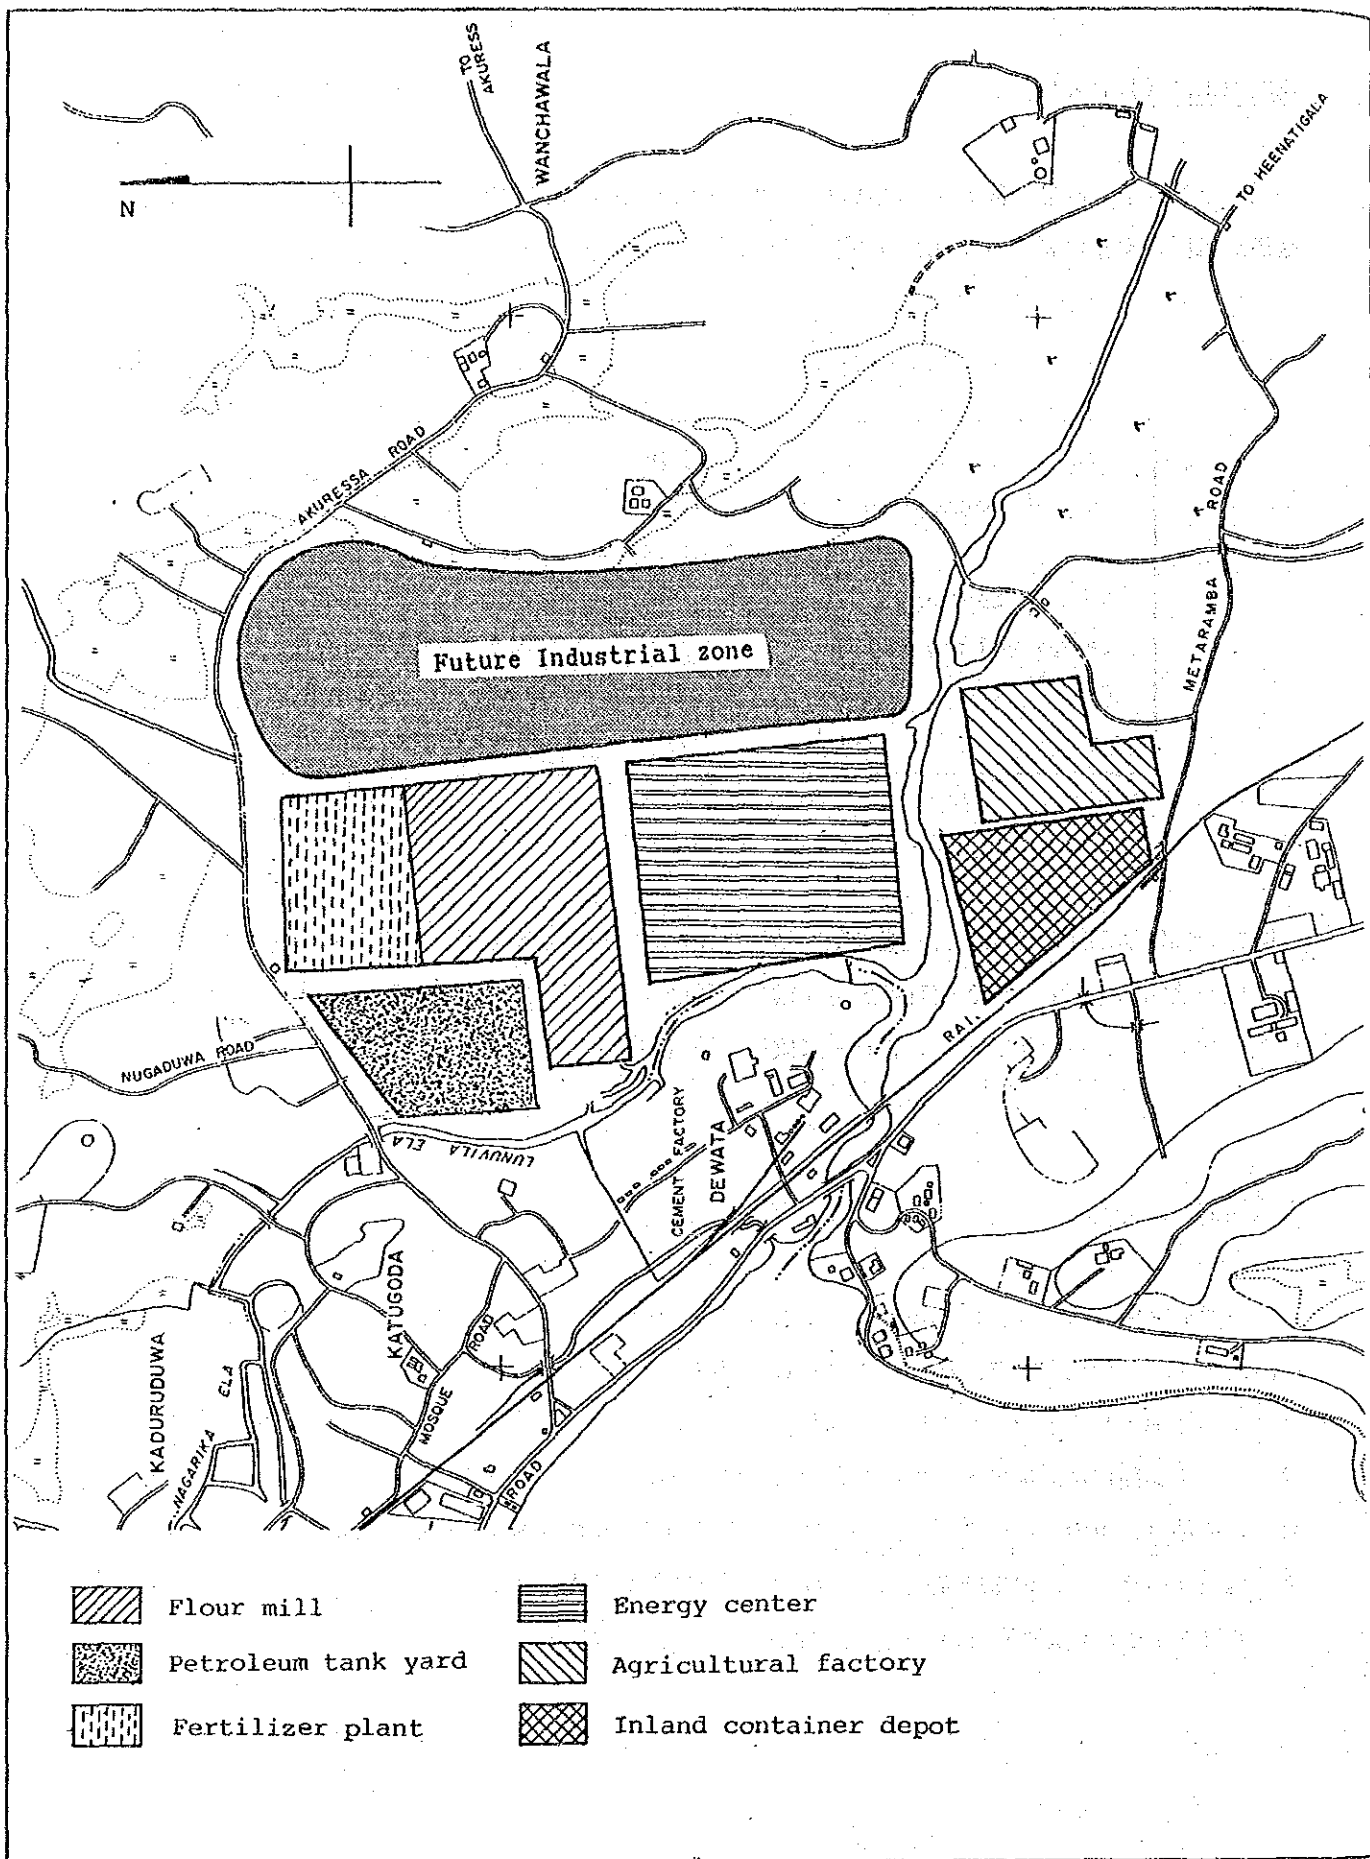 TO
AKURESS
WANCHAWALA
TO HEENATIGALA
N
AKURESSA ROAD
METARAMBA ROAD
Future Industrial zone
NUGADUWA ROAD
RAI.
LUNUVILA ELA
CEMENT FACTORY
DEWATA
KATUGODA
KADURUDUWA
NAGARIKA ELA
MOSQUE ROAD
ROAD
Flour mill
Energy center
Petroleum tank yard
Agricultural factory
Fertilizer plant
Inland container depot